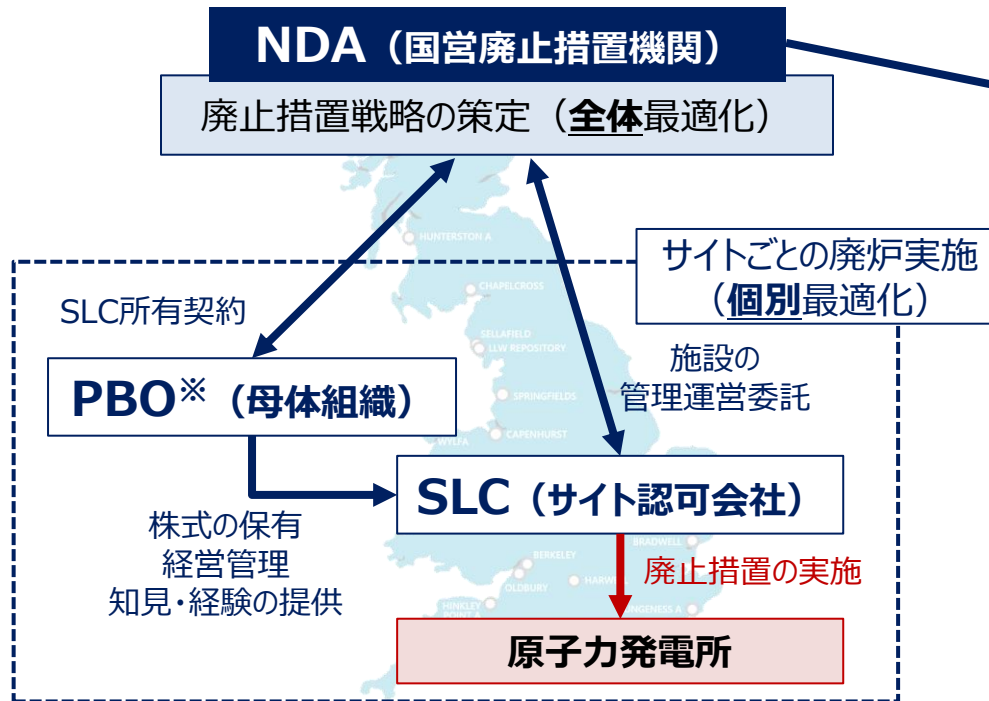 NDA（国営廃止措置機関）
廃止措置戦略の策定（全体最適化）
HUNTERSTON A
サイトごとの廃炉実施
（個別最適化）
CHAPELCROSS
SLC所有契約
SELLAFIELD
LLW REPOSITORY
施設の
管理運営委託
PBO※（母体組織）
SPRINGFIELDS
CAPENHURST
WYLFA
SLC（サイト認可会社）
株式の保有
経営管理
知見・経験の提供
BRADWELL
BERKELEY
廃止措置の実施
OLDBURY
HARWELL
HINKLEY
POINT A
NGENESS A
原子力発電所